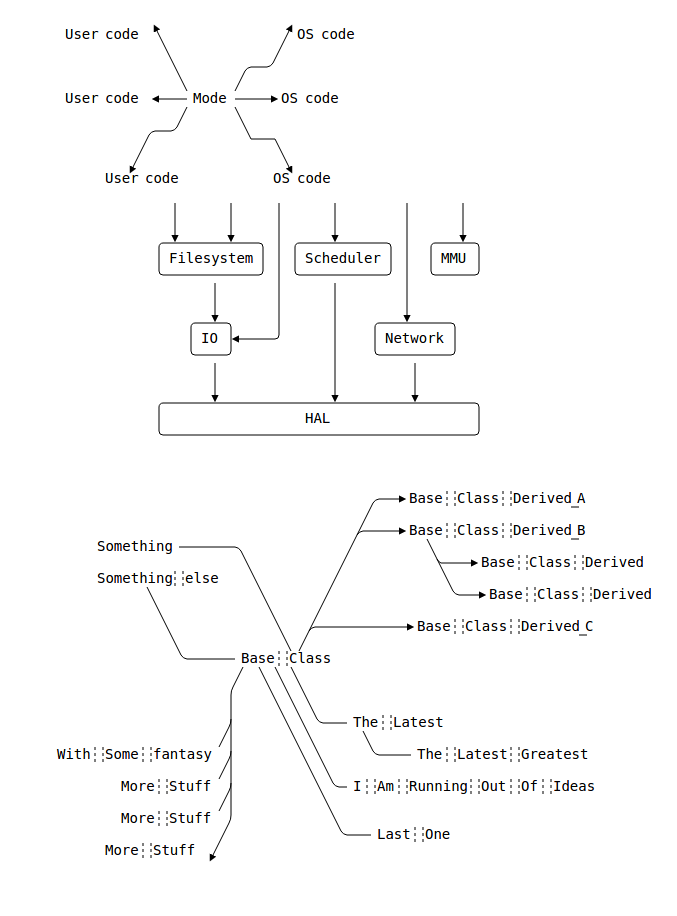 User code OS code
User code Mode OS code
User code OS code
Filesystem Scheduler MMU
IO Network
HAL
Base::Class::Derived_A
Base::Class::Derived_B
Something Base::Class::Derived
Something::else Base::Class::Derived
Base::Class::Derived_C
Base::Class
The::Latest
With::Some::fantasy The::Latest::Greatest
More::Stuff I::Am::Running::Out::Of::Ideas
More::Stuff
Last::One
More::Stuff